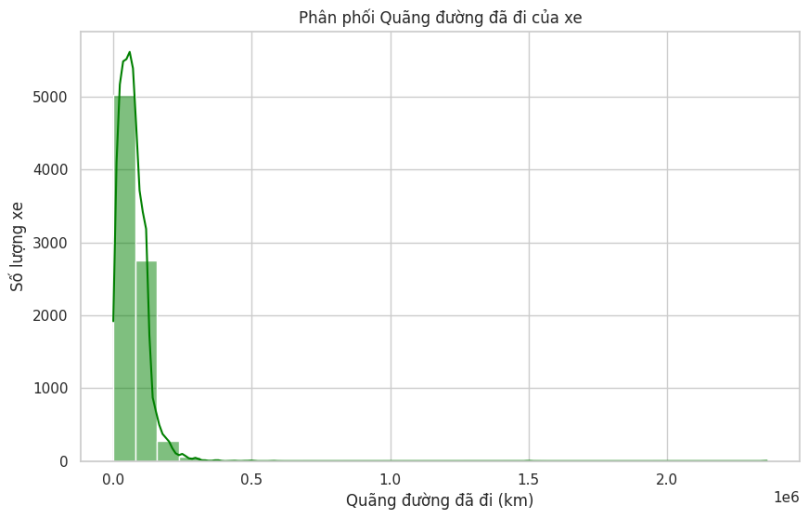 Phân phối Quãng đường đã đi của xe
Số lượng xe
5000
4000
3000
2000
1000
0
0.0
0.5
1.0
1.5
2.0
1e6
Quãng đường đã đi (km)